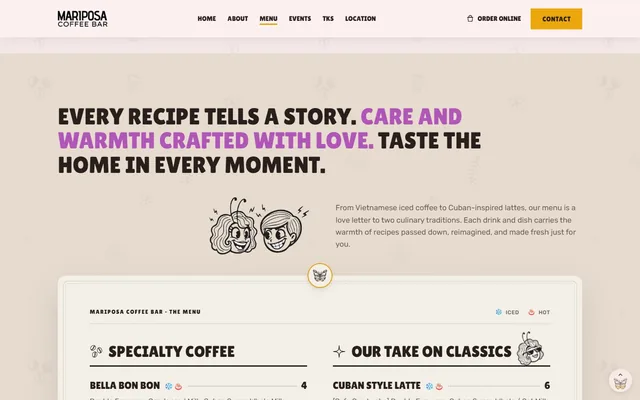 MARIPOSA
COFFEE BAR
HOME ABOUT MENU EVENTS TKS LOCATION
ORDER ONLINE CONTACT
EVERY RECIPE TELLS A STORY. CARE AND
WARMTH CRAFTED WITH LOVE. TASTE THE
HOME IN EVERY MOMENT.
From Vietnamese iced coffee to Cuban-inspired lattes, our menu is a
love letter to two culinary traditions. Each drink and dish carries the
warmth of recipes passed down, reimagined, and made fresh just for
you.
MARIPOSA COFFEE BAR · THE MENU
ICED HOT
SPECIALTY COFFEE
BELLA BON BON 4
OUR TAKE ON CLASSICS
CUBAN STYLE LATTE 6